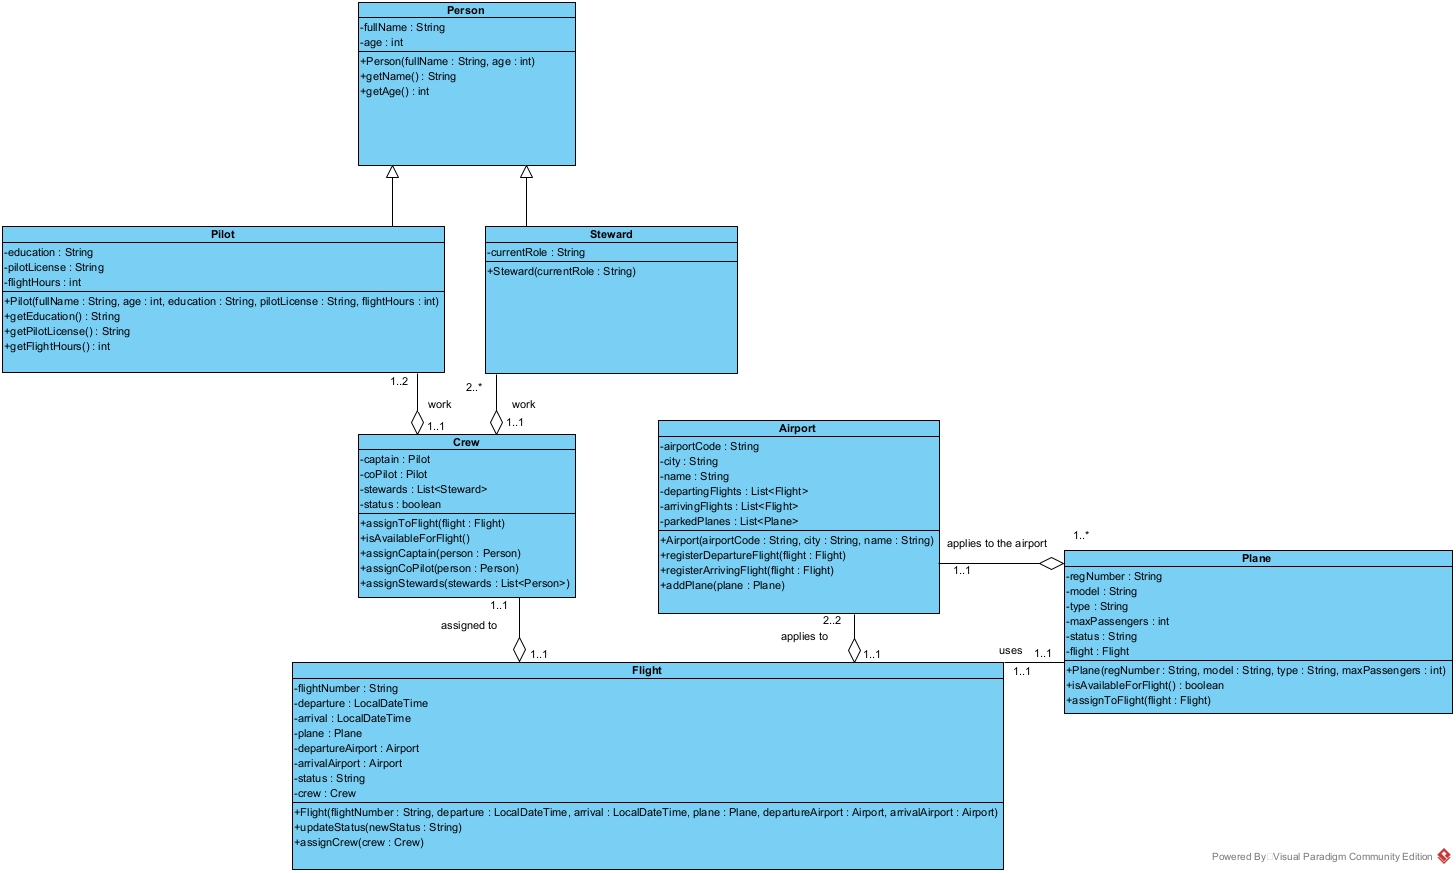 Person
-fullName : String
-age : int
+Person(fullName : String, age : int)
+getName() : String
+getAge() : int
Pilot
-education : String
-pilotLicense : String
-flightHours : int
+Pilot(fullName : String, age : int, education : String, pilotLicense : String, flightHours : int)
+getEducation() : String
+getPilotLicense() : String
+getFlightHours() : int
Steward
-currentRole : String
+Steward(currentRole : String)
1..2
work
1..1
2..*
work
1..1
Crew
-captain : Pilot
-coPilot : Pilot
-stewards : List<Steward>
-status : boolean
+assignToFlight(flight : Flight)
+isAvailableForFlight()
+assignCaptain(person : Person)
+assignCoPilot(person : Person)
+assignStewards(stewards : List<Person>)
Airport
-airportCode : String
-city : String
-name : String
-departingFlights : List<Flight>
-arrivingFlights : List<Flight>
-parkedPlanes : List<Plane>
+Airport(airportCode : String, city : String, name : String)
+registerDepartureFlight(flight : Flight)
+registerArrivingFlight(flight : Flight)
+addPlane(plane : Plane)
applies to the airport
1..*
1..1
Plane
-regNumber : String
-model : String
-type : String
-maxPassengers : int
-status : String
-flight : Flight
+Plane(regNumber : String, model : String, type : String, maxPassengers : int)
+isAvailableForFlight() : boolean
+assignToFlight(flight : Flight)
1..1
assigned to
1..1
2..2
applies to
1..1
uses
1..1
1..1
Flight
-flightNumber : String
-departure : LocalDateTime
-arrival : LocalDateTime
-plane : Plane
-departureAirport : Airport
-arrivalAirport : Airport
-status : String
-crew : Crew
+Flight(flightNumber : String, departure : LocalDateTime, arrival : LocalDateTime, plane : Plane, departureAirport : Airport, arrivalAirport : Airport)
+updateStatus(newStatus : String)
+assignCrew(crew : Crew)
Powered By Visual Paradigm Community Edition